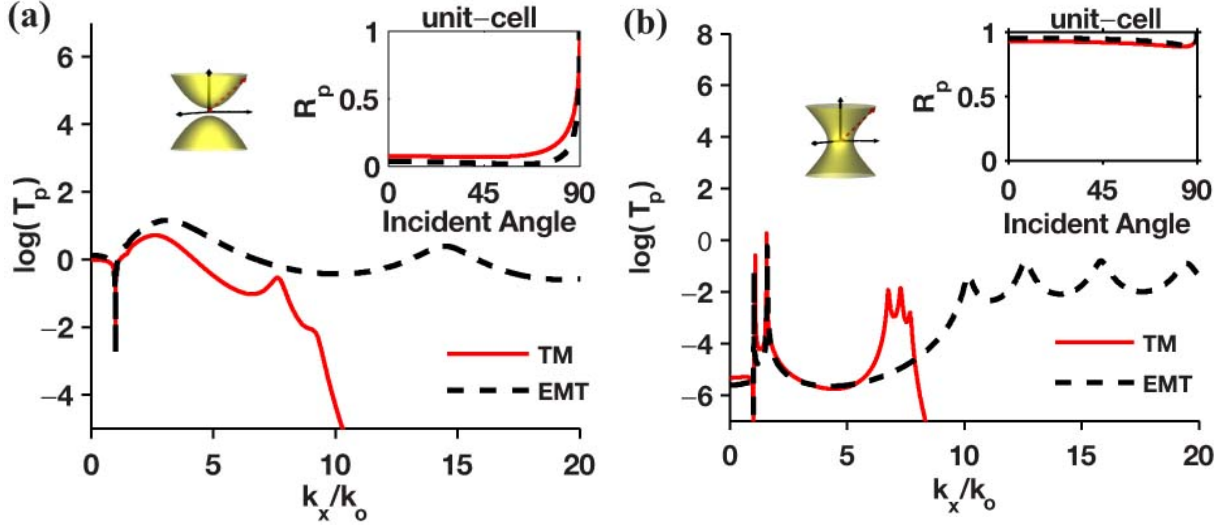 (a)
unit-cell
1
0.5
0
R_p
0 45 90
Incident Angle
6
4
2
0
-2
-4
log( T_p )
TM
EMT
0 5 10 15 20
k_x/k_o
(b)
unit-cell
1
0.5
0
R_p
0 45 90
Incident Angle
8
6
4
2
0
-2
-4
-6
log( T_p )
TM
EMT
0 5 10 15 20
k_x/k_o